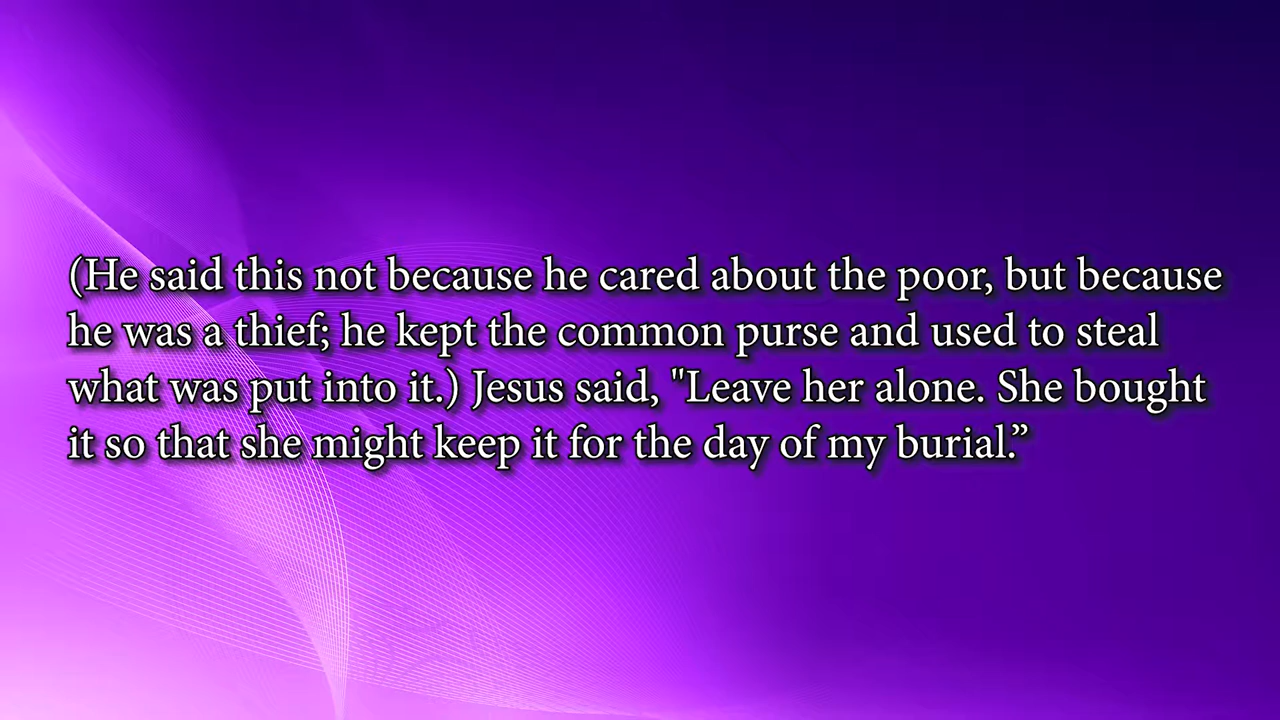 (He said this not because he cared about the poor, but because
he was a thief; he kept the common purse and used to steal
what was put into it.) Jesus said, "Leave her alone. She bought
it so that she might keep it for the day of my burial.”